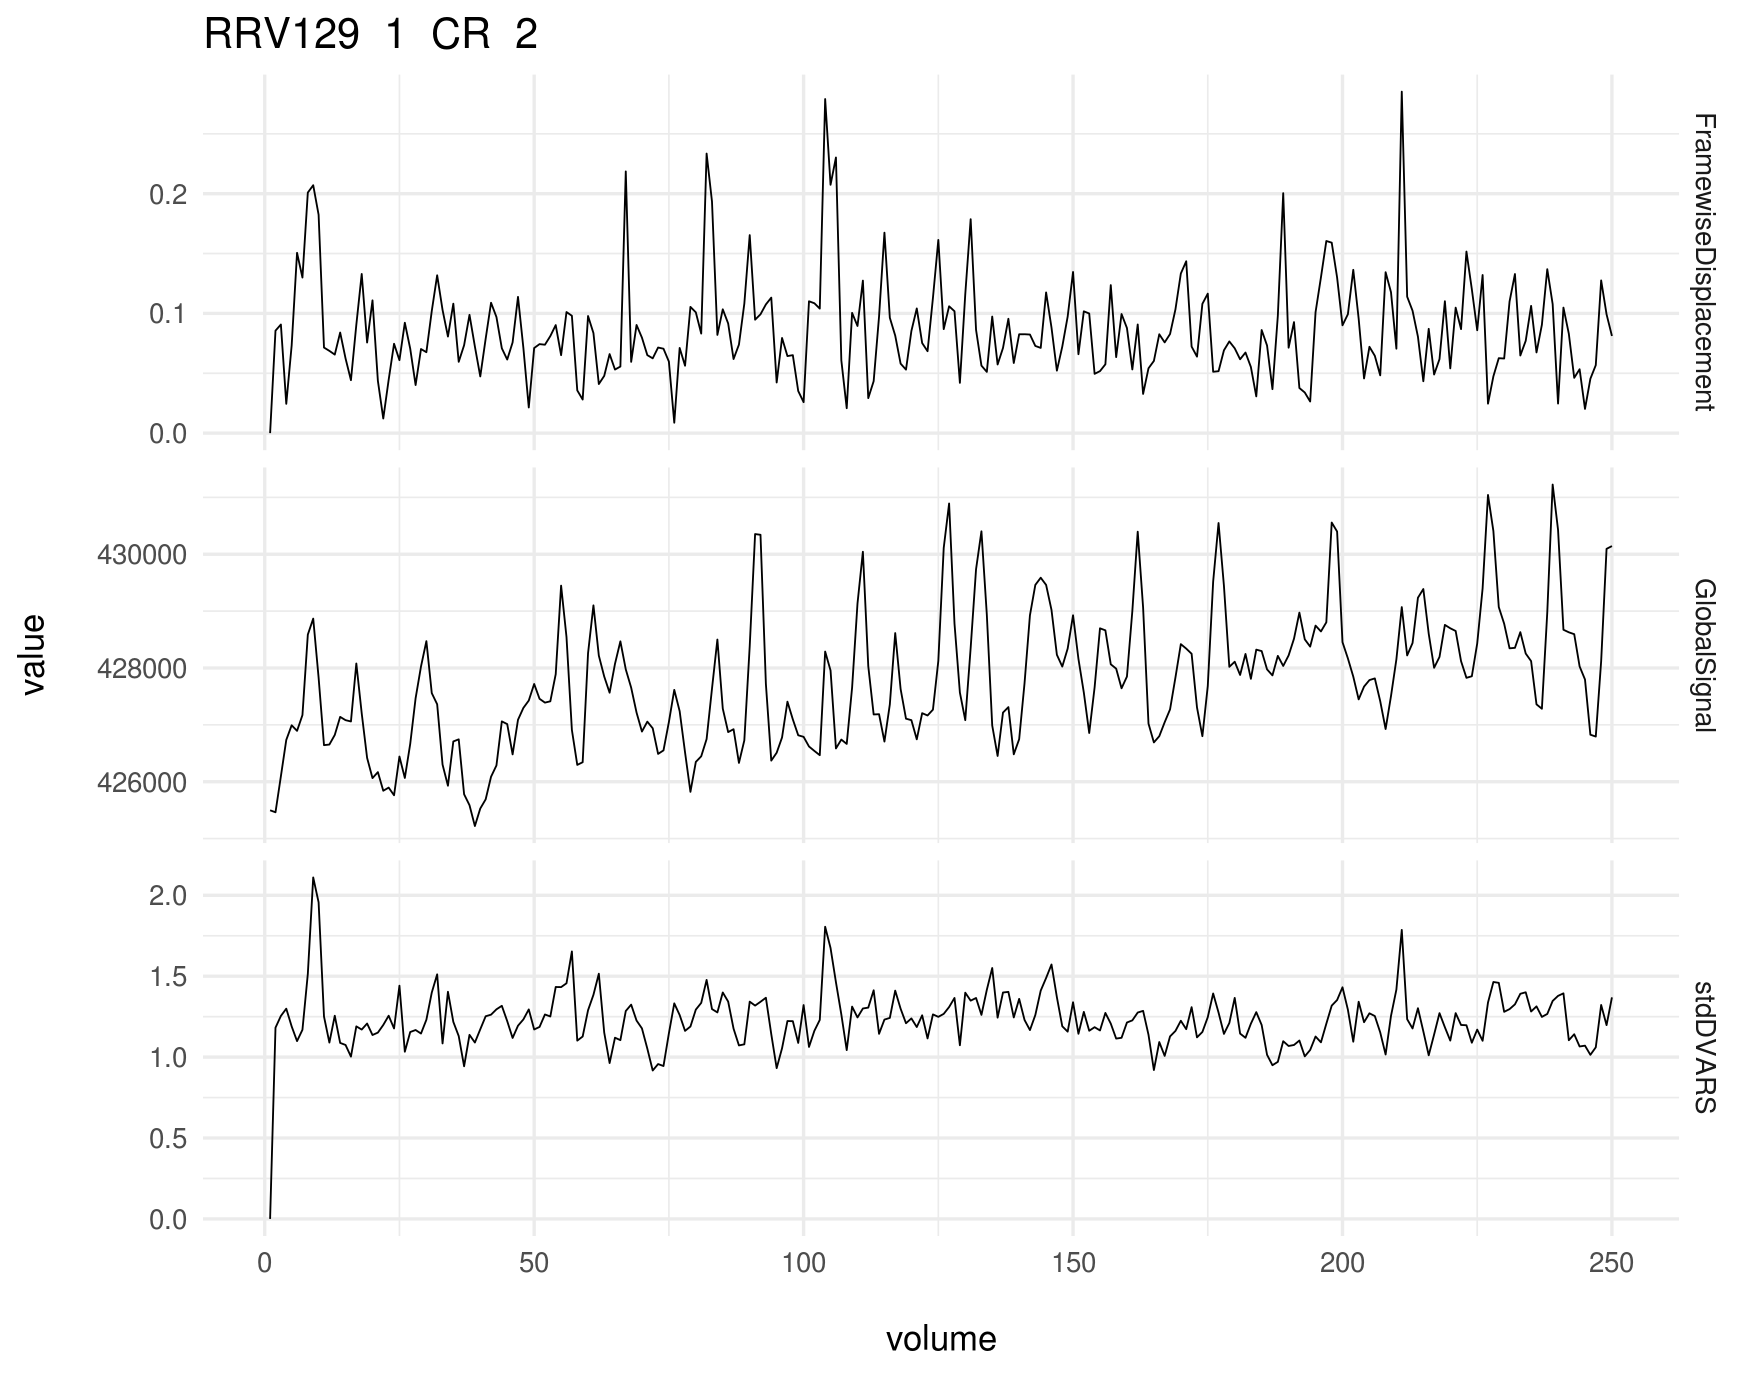 RRV129 1 CR 2
value
0.2
0.1
0.0
FramewiseDisplacement
430000
428000
426000
GlobalSignal
2.0
1.5
1.0
0.5
0.0
stdDVARS
0 50 100 150 200 250
volume